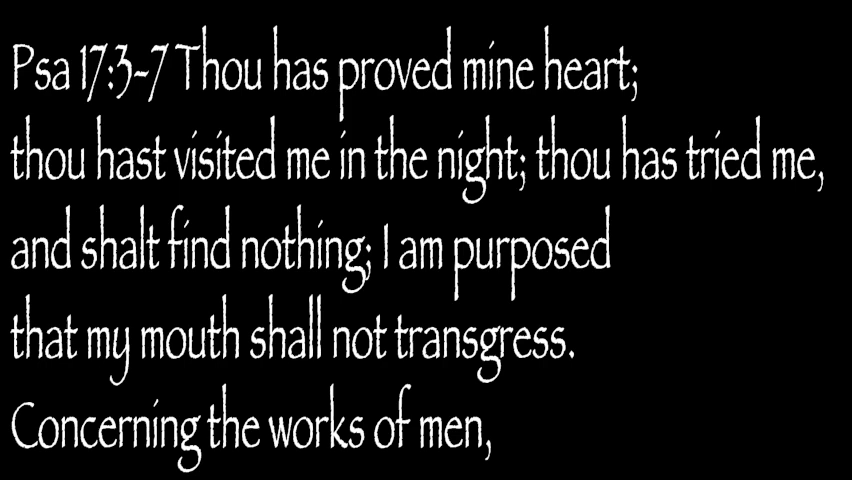 Psa 17:3-7 Thou has proved mine heart;
thou hast visited me in the night; thou has tried me,
and shalt find nothing; I am purposed
that my mouth shall not transgress.
Concerning the works of men,